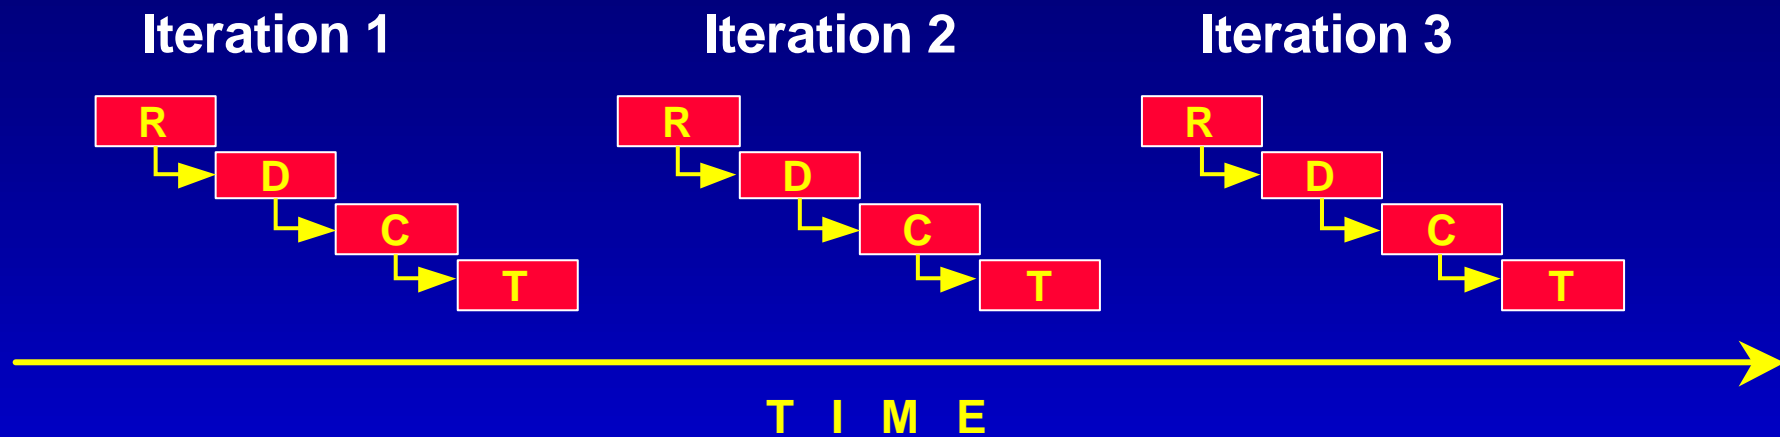 Iteration 1 Iteration 2 Iteration 3
R R R
D D D
C C C
T T T
T I M E